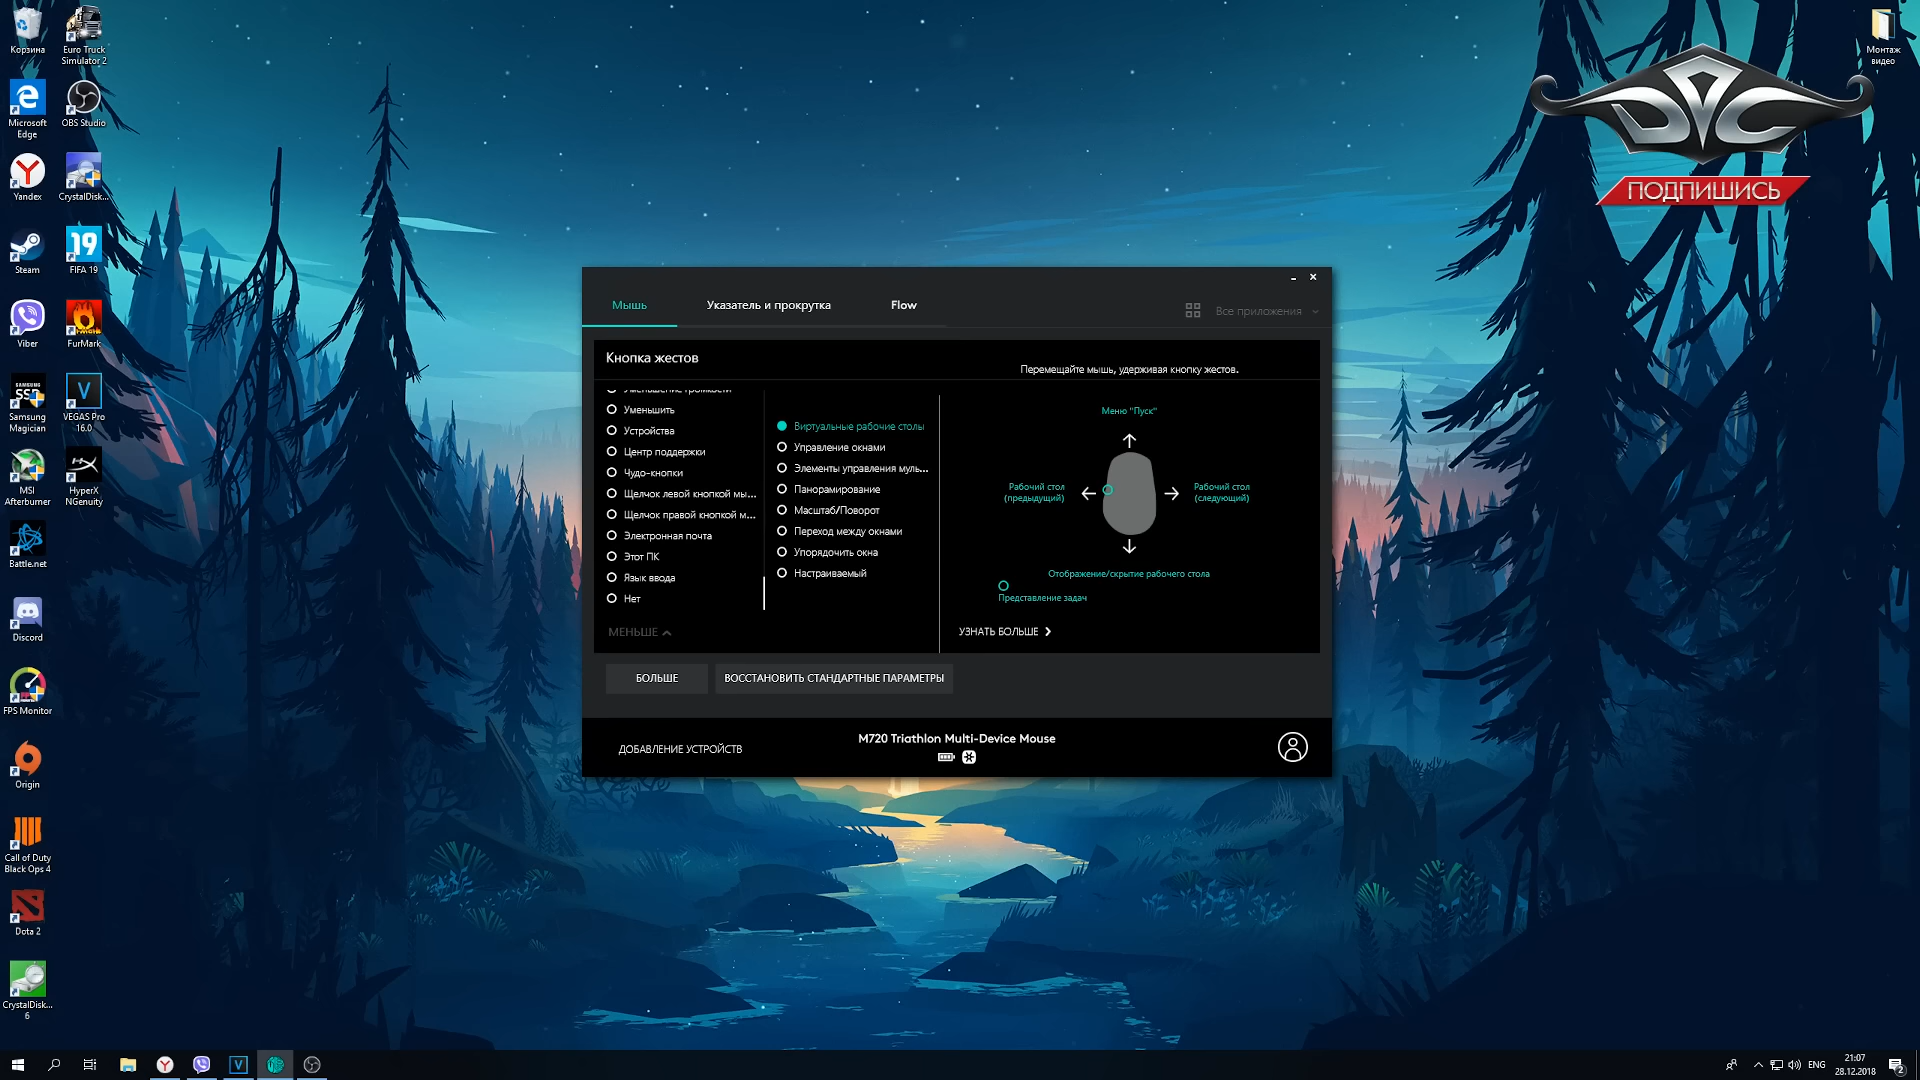 Корзина
Euro Truck
Simulator 2
Microsoft
Edge
OBS Studio
Yandex
CrystalDisk...
Steam
19
FIFA 19
Viber
FurMark
SAMSUNG
SSD
Samsung
Magician
V
VEGAS Pro
16.0
MSI
Afterburner
HyperX
NGenuity
Battle.net
Discord
FPS Monitor
Origin
Call of Duty
Black Ops 4
Dota 2
CrystalDisk...
6
Монтаж
видео
ПОДПИШИСЬ
Мышь
Указатель и прокрутка
Flow
Все приложения
Кнопка жестов
Перемещайте мышь, удерживая кнопку жестов.
Уменьшение громкости
Уменьшить
Устройства
Центр поддержки
Чудо-кнопки
Щелчок левой кнопкой мы...
Щелчок правой кнопкой м...
Электронная почта
Этот ПК
Язык ввода
Нет
МЕНЬШЕ
Виртуальные рабочие столы
Управление окнами
Элементы управления муль...
Панорамирование
Масштаб/Поворот
Переход между окнами
Упорядочить окна
Настраиваемый
Меню "Пуск"
Рабочий стол
(предыдущий)
Рабочий стол
(следующий)
Отображение/скрытие рабочего стола
Представление задач
УЗНАТЬ БОЛЬШЕ
БОЛЬШЕ
ВОССТАНОВИТЬ СТАНДАРТНЫЕ ПАРАМЕТРЫ
ДОБАВЛЕНИЕ УСТРОЙСТВ
M720 Triathlon Multi-Device Mouse
V
ENG
21:07
28.12.2018
2